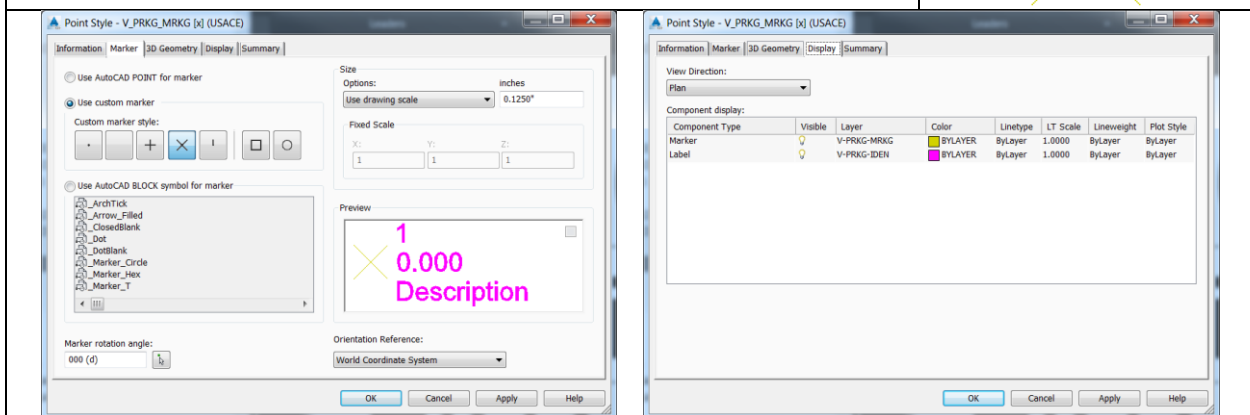 Point Style - V_PRKG_MRKG [x] (USACE)
Information Marker 3D Geometry Display Summary
Use AutoCAD POINT for marker
Use custom marker
Custom marker style:
Use AutoCAD BLOCK symbol for marker
_ArchTick
_Arrow_Filled
_ClosedBlank
_Dot
_DotBlank
_Marker_Circle
_Marker_Hex
_Marker_T
Marker rotation angle:
000 (d)
Size
Options: inches
Use drawing scale 0.1250"
Fixed Scale
X: Y: Z:
1 1 1
Preview
1
0.000
Description
Orientation Reference:
World Coordinate System
OK Cancel Apply Help
Point Style - V_PRKG_MRKG [x] (USACE)
Information Marker 3D Geometry Display Summary
View Direction:
Plan
Component display:
Component Type Visible Layer Color Linetype LT Scale Lineweight Plot Style
Marker V-PRKG-MRKG BYLAYER ByLayer 1.0000 ByLayer ByLayer
Label V-PRKG-IDEN BYLAYER ByLayer 1.0000 ByLayer ByLayer
OK Cancel Apply Help